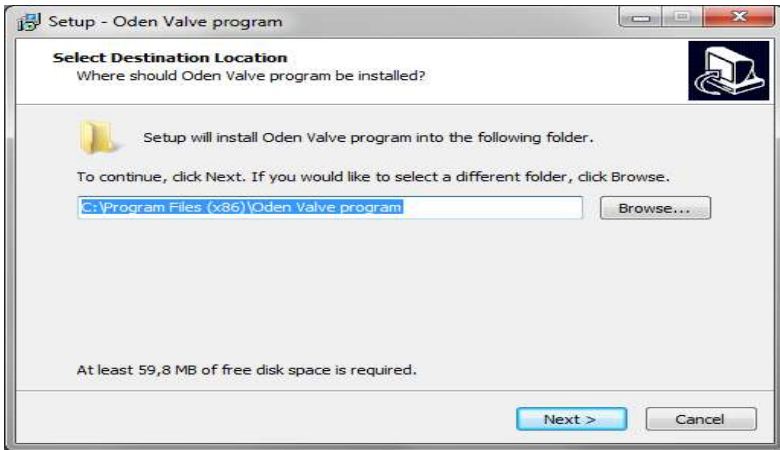 Setup - Oden Valve program
Select Destination Location
Where should Oden Valve program be installed?
Setup will install Oden Valve program into the following folder.
To continue, click Next. If you would like to select a different folder, click Browse.
C:\Program Files (x86)\Oden Valve program
Browse...
At least 59,8 MB of free disk space is required.
Next >
Cancel